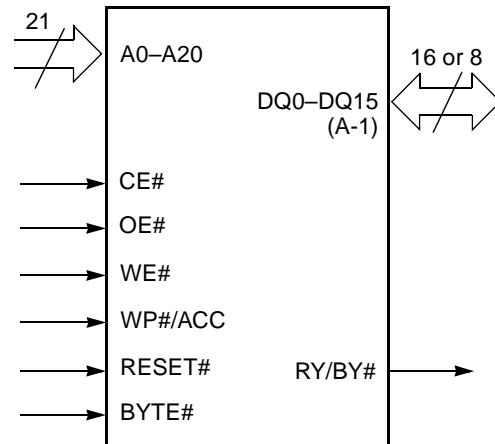 21
A0–A20
16 or 8
DQ0–DQ15
(A-1)
CE#
OE#
WE#
WP#/ACC
RESET#
RY/BY#
BYTE#